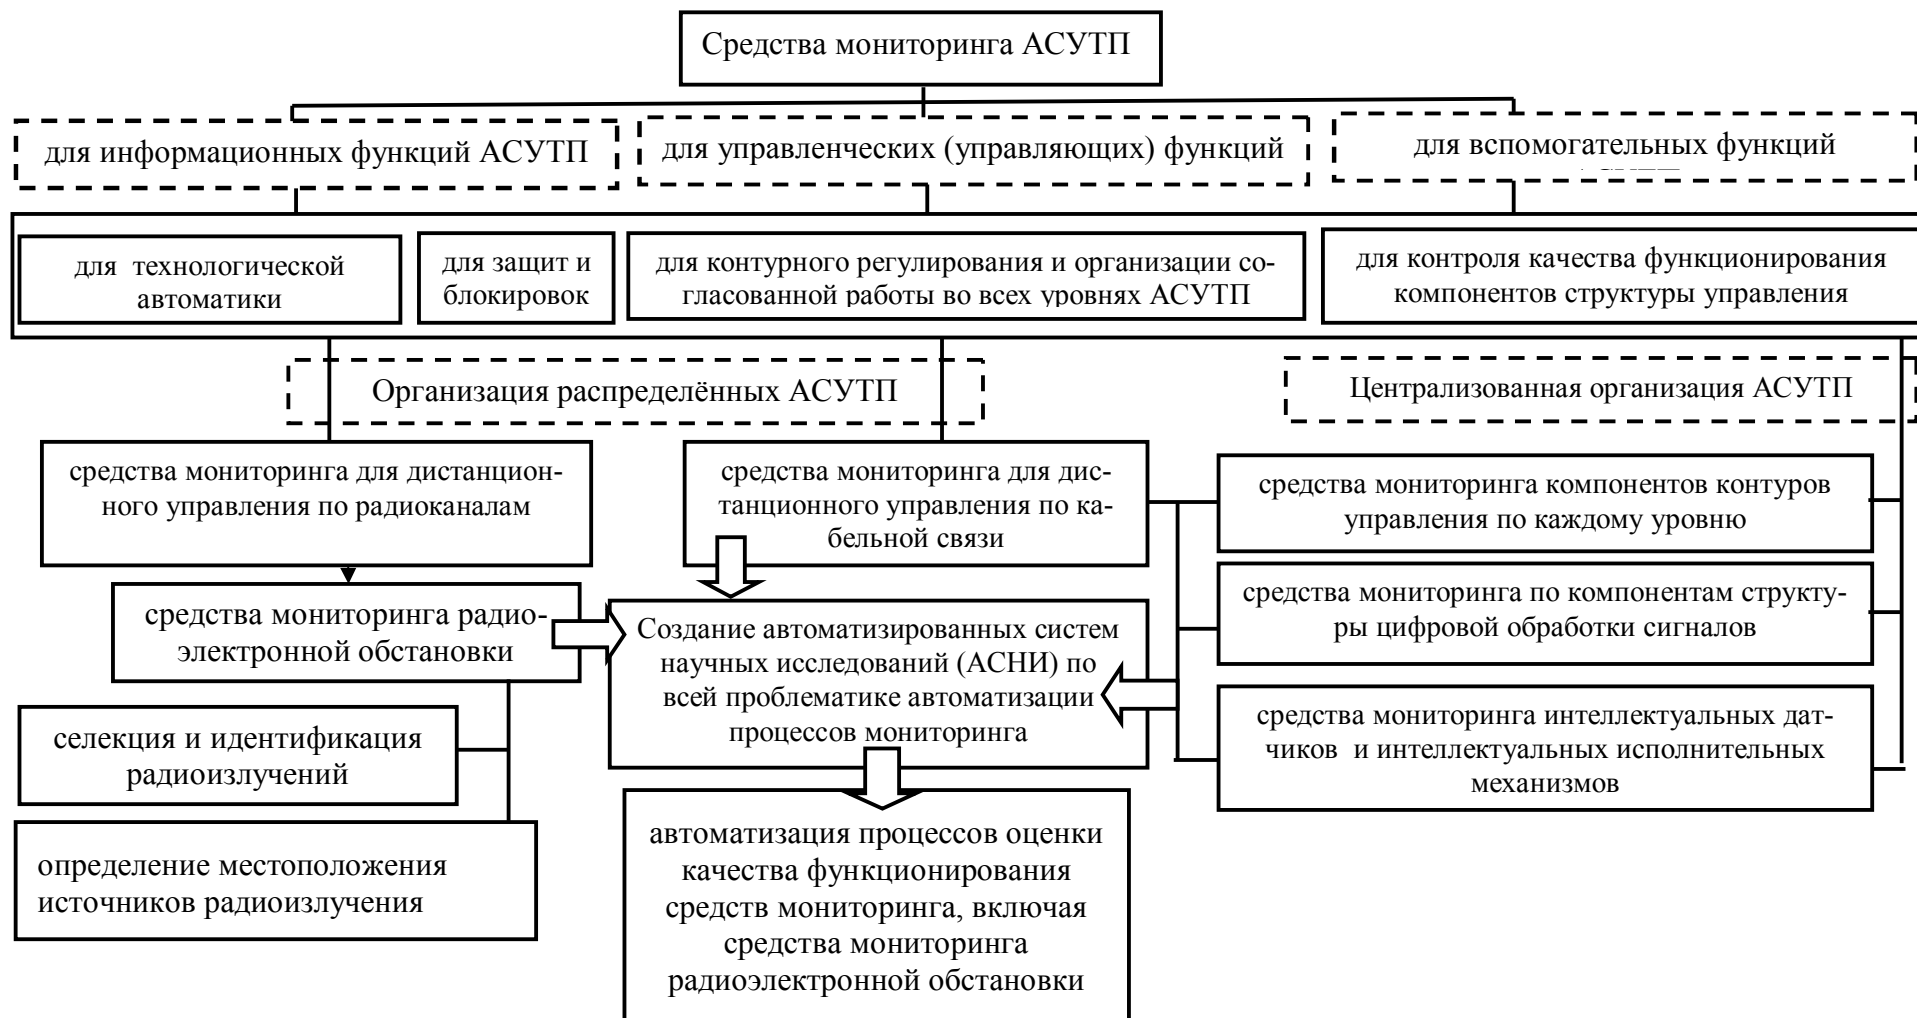 Средства мониторинга АСУТП
для информационных функций АСУТП
для управленческих (управляющих) функций
для вспомогательных функций
для технологической
автоматики
для защит и
блокировок
для контурного регулирования и организации со-
гласованной работы во всех уровнях АСУТП
для контроля качества функционирования
компонентов структуры управления
Организация распределённых АСУТП
Централизованная организация АСУТП
средства мониторинга для дистанцион-
ного управления по радиоканалам
средства мониторинга для дис-
танционного управления по ка-
бельной связи
средства мониторинга компонентов контуров
управления по каждому уровню
средства мониторинга радио-
электронной обстановки
Создание автоматизированных систем
научных исследований (АСНИ) по
всей проблематике автоматизации
процессов мониторинга
средства мониторинга по компонентам структу-
ры цифровой обработки сигналов
селекция и идентификация
радиоизлучений
средства мониторинга интеллектуальных дат-
чиков и интеллектуальных исполнительных
механизмов
определение местоположения
источников радиоизлучения
автоматизация процессов оценки
качества функционирования
средств мониторинга, включая
средства мониторинга
радиоэлектронной обстановки